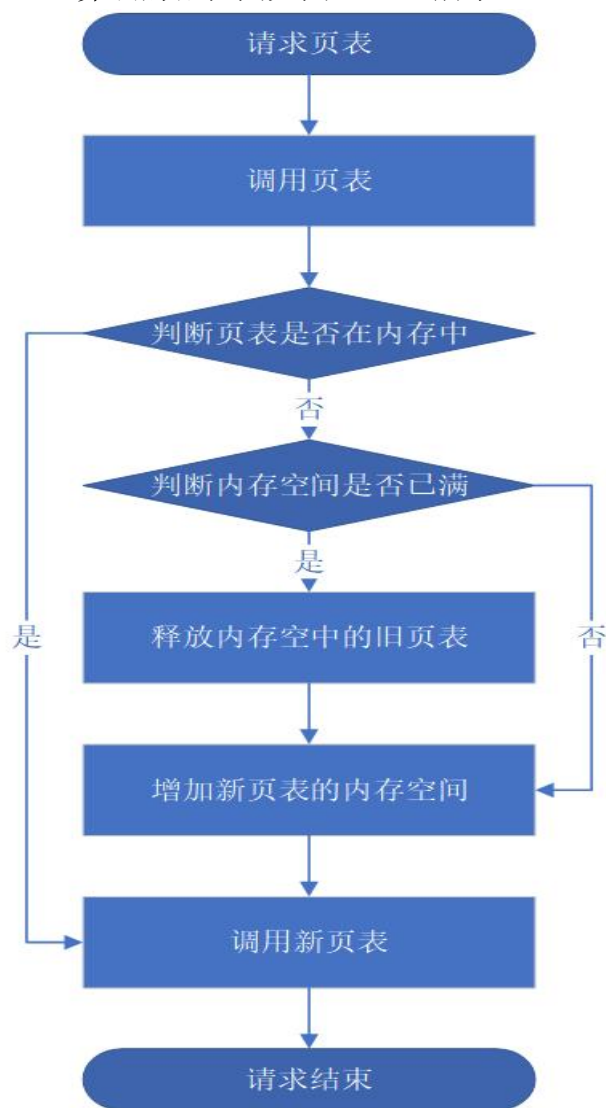 请求页表
调用页表
判断页表是否在内存中
否
判断内存空间是否已满
是
释放内存空中的旧页表
是
否
增加新页表的内存空间
调用新页表
请求结束